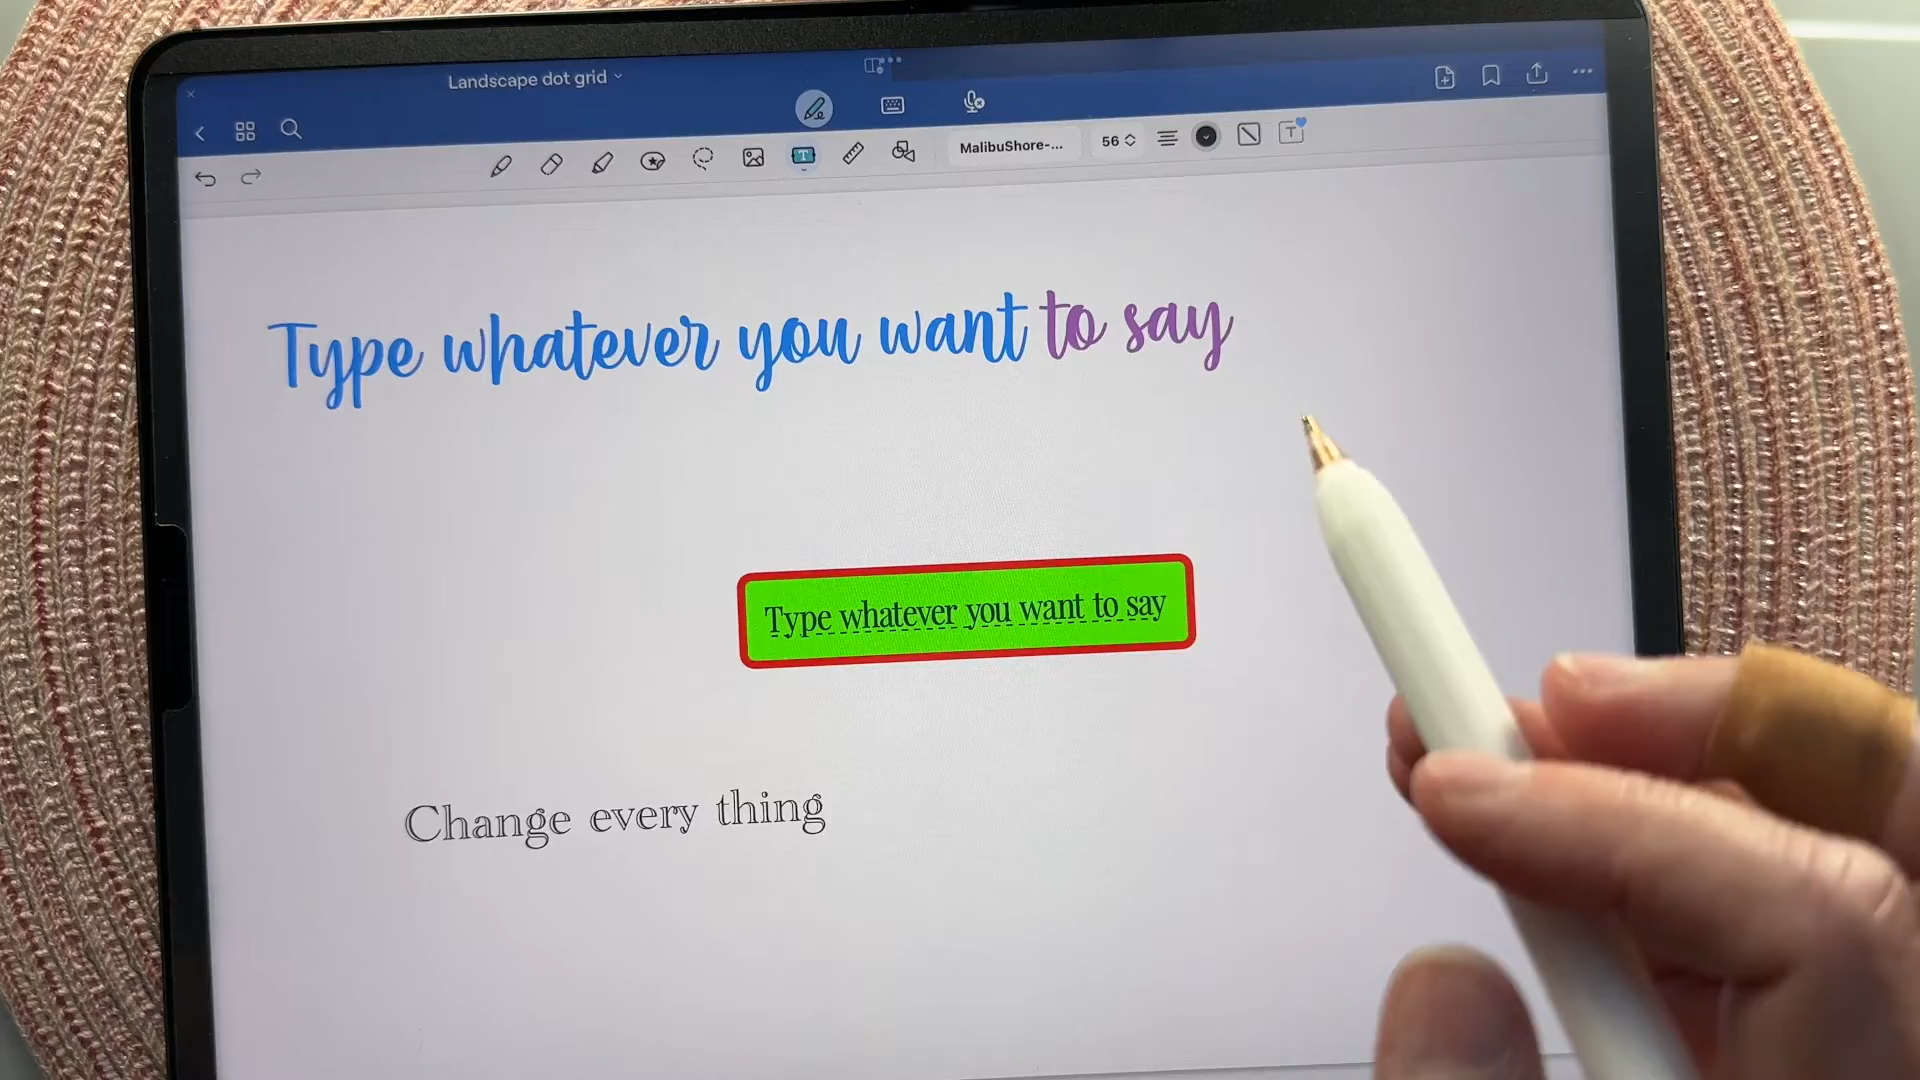 Landscape dot grid
MalibuShore-... 56
Type whatever you want to say
Type whatever you want to say
Change every thing